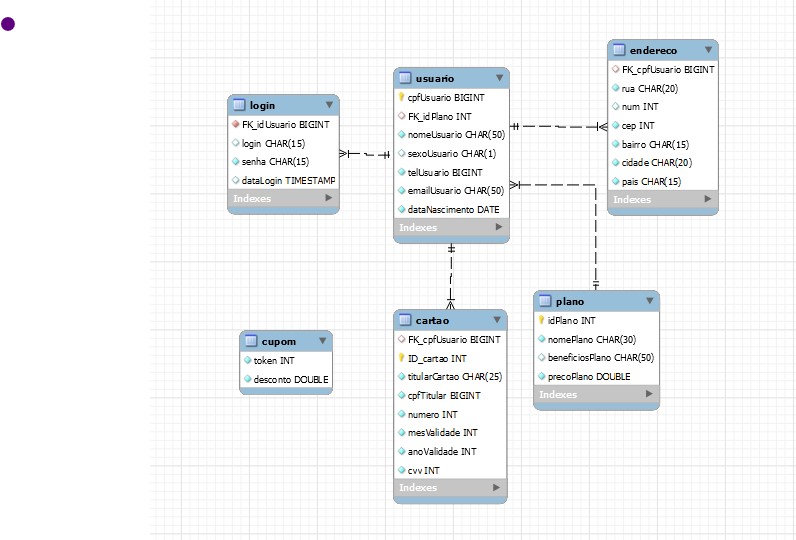 login
FK_idUsuario BIGINT
login CHAR(15)
senha CHAR(15)
dataLogin TIMESTAMP
Indexes
usuario
cpfUsuario BIGINT
FK_idPlano INT
nomeUsuario CHAR(50)
sexoUsuario CHAR(1)
telUsuario BIGINT
emailUsuario CHAR(50)
dataNascimento DATE
Indexes
endereco
FK_cpfUsuario BIGINT
rua CHAR(20)
num INT
cep INT
bairro CHAR(15)
cidade CHAR(20)
pais CHAR(15)
Indexes
cupom
token INT
desconto DOUBLE
cartao
FK_cpfUsuario BIGINT
ID_cartao INT
titularCartao CHAR(25)
cpfTitular BIGINT
numero INT
mesValidade INT
anoValidade INT
cvv INT
Indexes
plano
idPlano INT
nomePlano CHAR(30)
beneficiosPlano CHAR(50)
precoPlano DOUBLE
Indexes